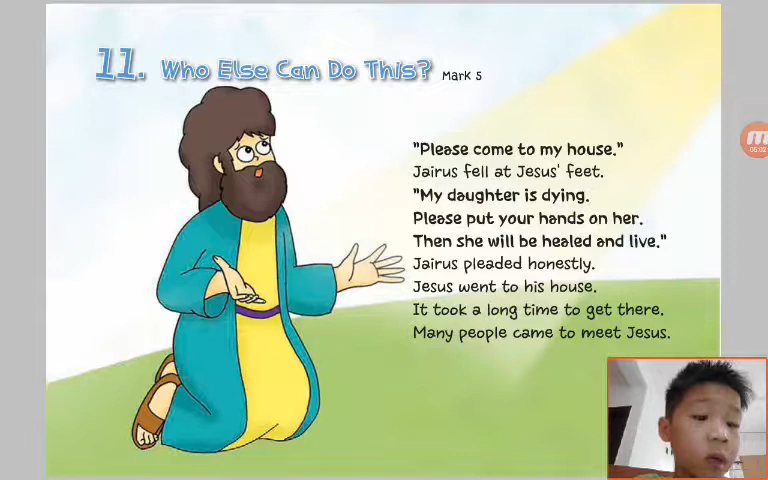 11. Who Else Can Do This? Mark 5
"Please come to my house."
Jairus fell at Jesus' feet.
"My daughter is dying.
Please put your hands on her.
Then she will be healed and live."
Jairus pleaded honestly.
Jesus went to his house.
It took a long time to get there.
Many people came to meet Jesus.
05:02